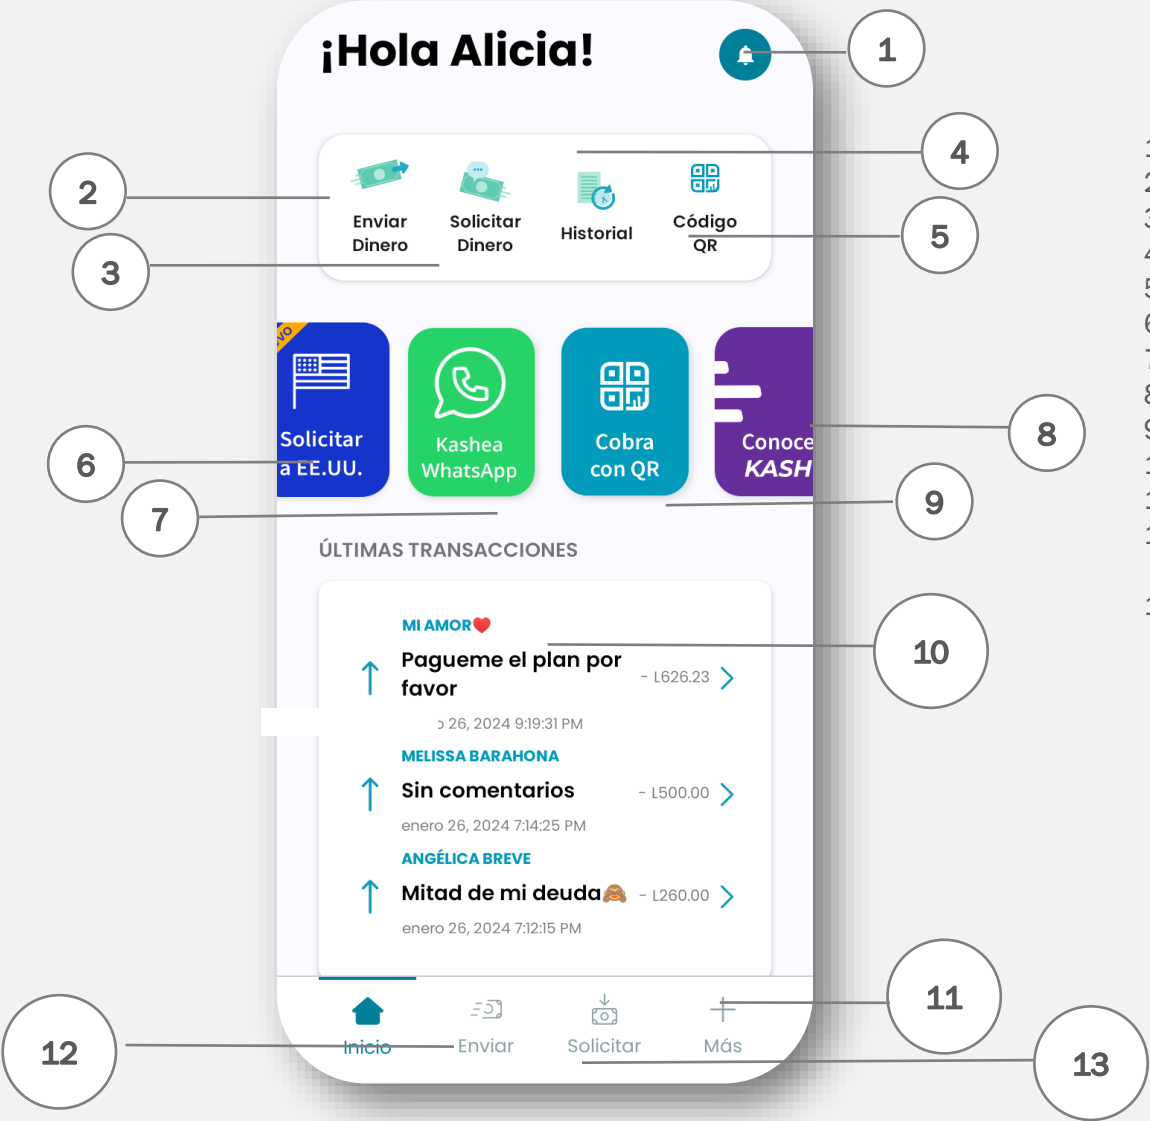 ¡Hola Alicia!
1
4
2
Enviar
Dinero
Solicitar
Dinero
Historial
Código
QR
5
3
Solicitar
a EE.UU.
Kashea
WhatsApp
Cobra
con QR
Conoce
KASH
8
6
9
7
ÚLTIMAS TRANSACCIONES
MI AMOR❤️
Pagueme el plan por
favor
- L626.23
10
26, 2024 9:19:31 PM
MELISSA BARAHONA
Sin comentarios
- L500.00
enero 26, 2024 7:14:25 PM
ANGÉLICA BREVE
Mitad de mi deuda🙈
- L260.00
enero 26, 2024 7:12:15 PM
11
12
Inicio
Enviar
Solicitar
Más
13